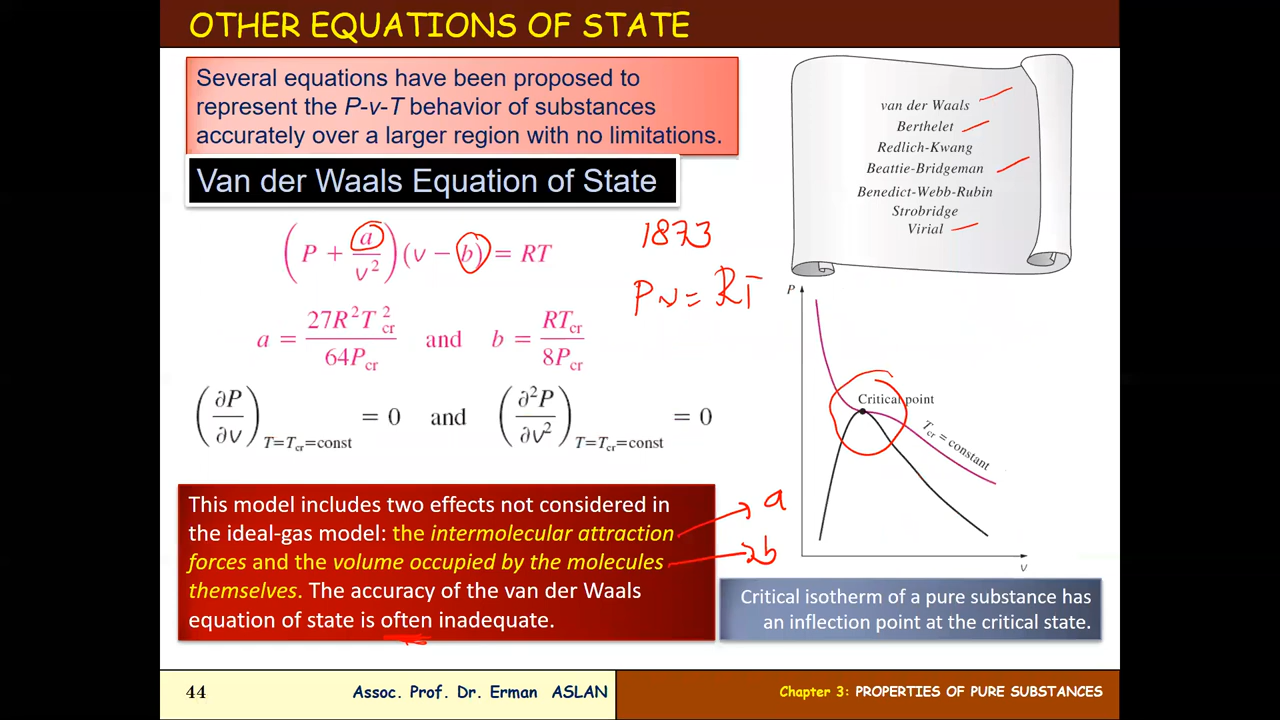 OTHER EQUATIONS OF STATE
Several equations have been proposed to
represent the P-v-T behavior of substances
accurately over a larger region with no limitations.
Van der Waals Equation of State
(P + a/v²)(v − b) = RT
1873
Pv = RT
a = 27R²T²cr/64Pcr and b = RTcr/8Pcr
(∂P/∂v)T=Tcr=const = 0 and (∂²P/∂v²)T=Tcr=const = 0
This model includes two effects not considered in
the ideal-gas model: the intermolecular attraction
forces and the volume occupied by the molecules
themselves. The accuracy of the van der Waals
equation of state is often inadequate.
a
b
van der Waals
Berthelet
Redlich-Kwang
Beattie-Bridgeman
Benedict-Webb-Rubin
Strobridge
Virial
P
Critical point
Tcr = constant
v
Critical isotherm of a pure substance has
an inflection point at the critical state.
44
Assoc. Prof. Dr. Erman ASLAN
Chapter 3: PROPERTIES OF PURE SUBSTANCES